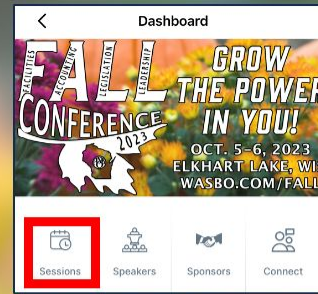 Dashboard
FALL
FACILITIES
ACCOUNTING
LEGISLATION
LEADERSHIP
CONFERENCE
2023
GROW
THE POWER
IN YOU!
OCT. 5-6, 2023
ELKHART LAKE, WI
WASBO.COM/FALL
Sessions
Speakers
Sponsors
Connect